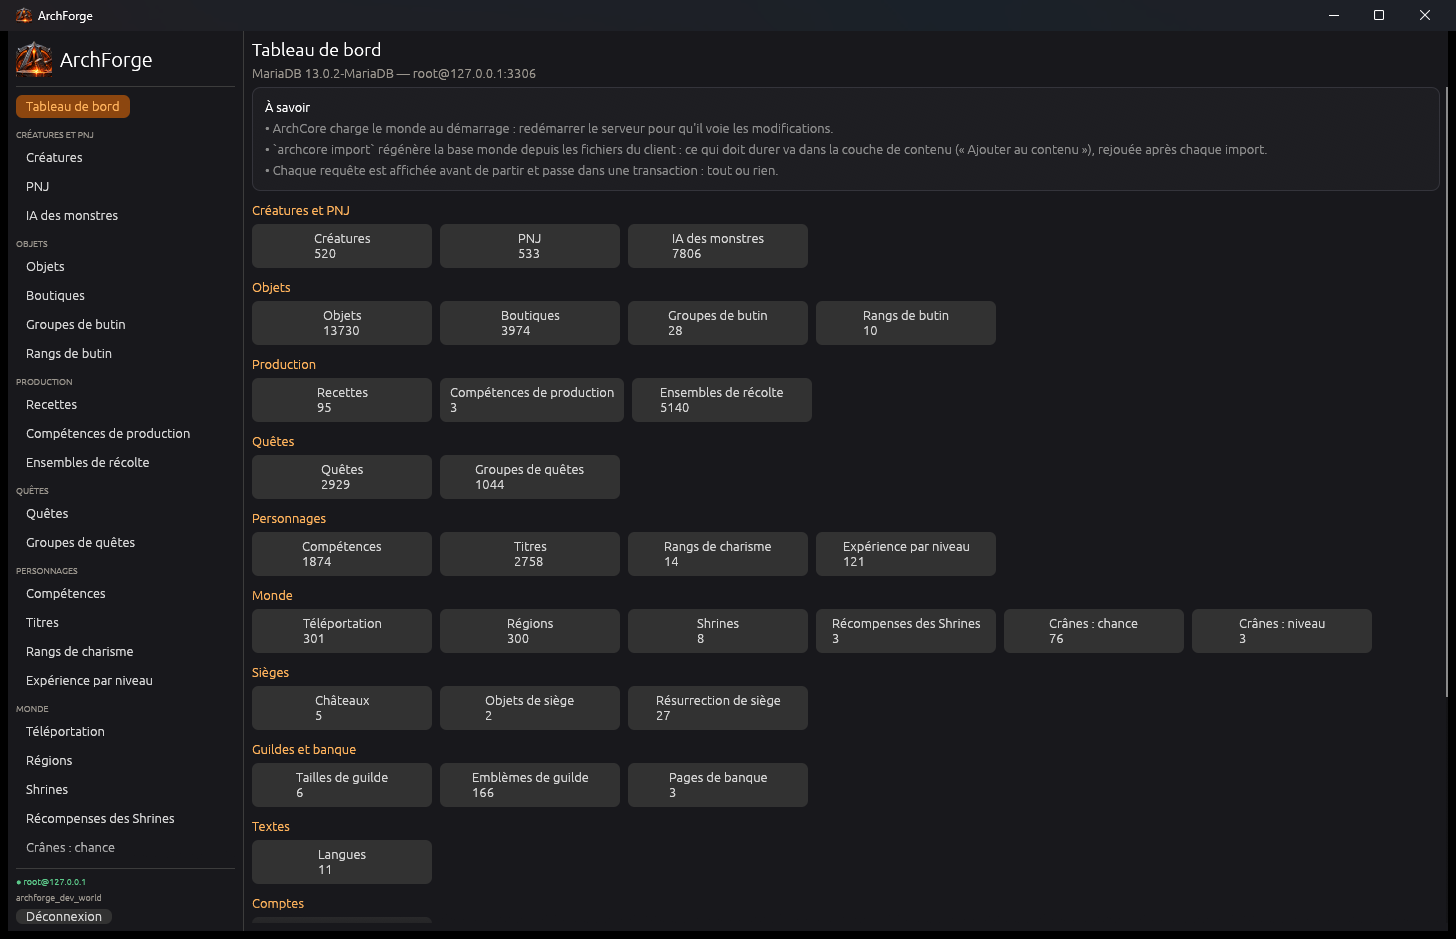 ArchForge
ArchForge
Tableau de bord
CRÉATURES ET PNJ
Créatures
PNJ
IA des monstres
OBJETS
Objets
Boutiques
Groupes de butin
Rangs de butin
PRODUCTION
Recettes
Compétences de production
Ensembles de récolte
QUÊTES
Quêtes
Groupes de quêtes
PERSONNAGES
Compétences
Titres
Rangs de charisme
Expérience par niveau
MONDE
Téléportation
Régions
Shrines
Récompenses des Shrines
Crânes : chance
● root@127.0.0.1
archforge_dev_world
Déconnexion
Tableau de bord
MariaDB 13.0.2-MariaDB — root@127.0.0.1:3306
À savoir
• ArchCore charge le monde au démarrage : redémarrer le serveur pour qu’il voie les modifications.
• `archcore import` régénère la base monde depuis les fichiers du client : ce qui doit durer va dans la couche de contenu (« Ajouter au contenu »), rejouée après chaque import.
• Chaque requête est affichée avant de partir et passe dans une transaction : tout ou rien.
Créatures et PNJ
Créatures PNJ IA des monstres
520 533 7806
Objets
Objets Boutiques Groupes de butin Rangs de butin
13730 3974 28 10
Production
Recettes Compétences de production Ensembles de récolte
95 3 5140
Quêtes
Quêtes Groupes de quêtes
2929 1044
Personnages
Compétences Titres Rangs de charisme Expérience par niveau
1874 2758 14 121
Monde
Téléportation Régions Shrines Récompenses des Shrines Crânes : chance Crânes : niveau
301 300 8 3 76 3
Sièges
Châteaux Objets de siège Résurrection de siège
5 2 27
Guildes et banque
Tailles de guilde Emblèmes de guilde Pages de banque
6 166 3
Textes
Langues
11
Comptes